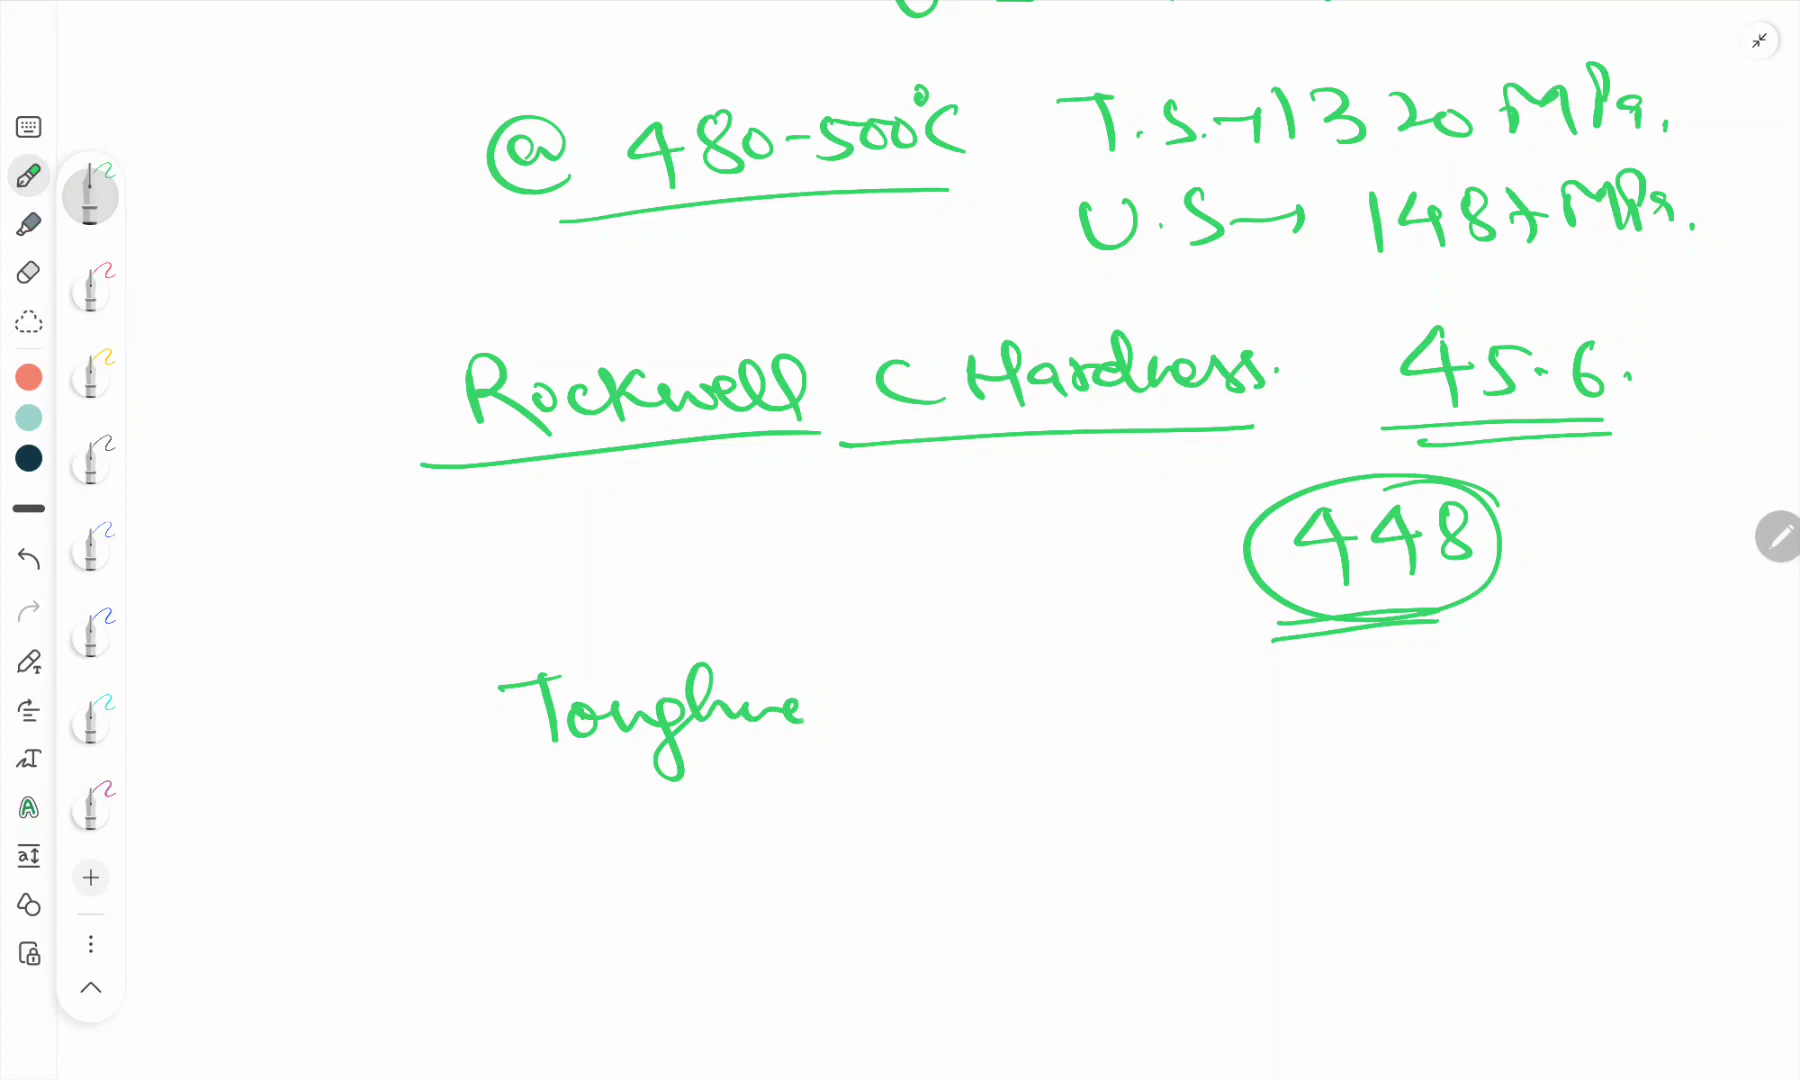 @ 480-500°C T.S.→1320 MPa.
U.S→ 1487 MPa.
Rockwell C Hardness. 45.6.
448
Toughne